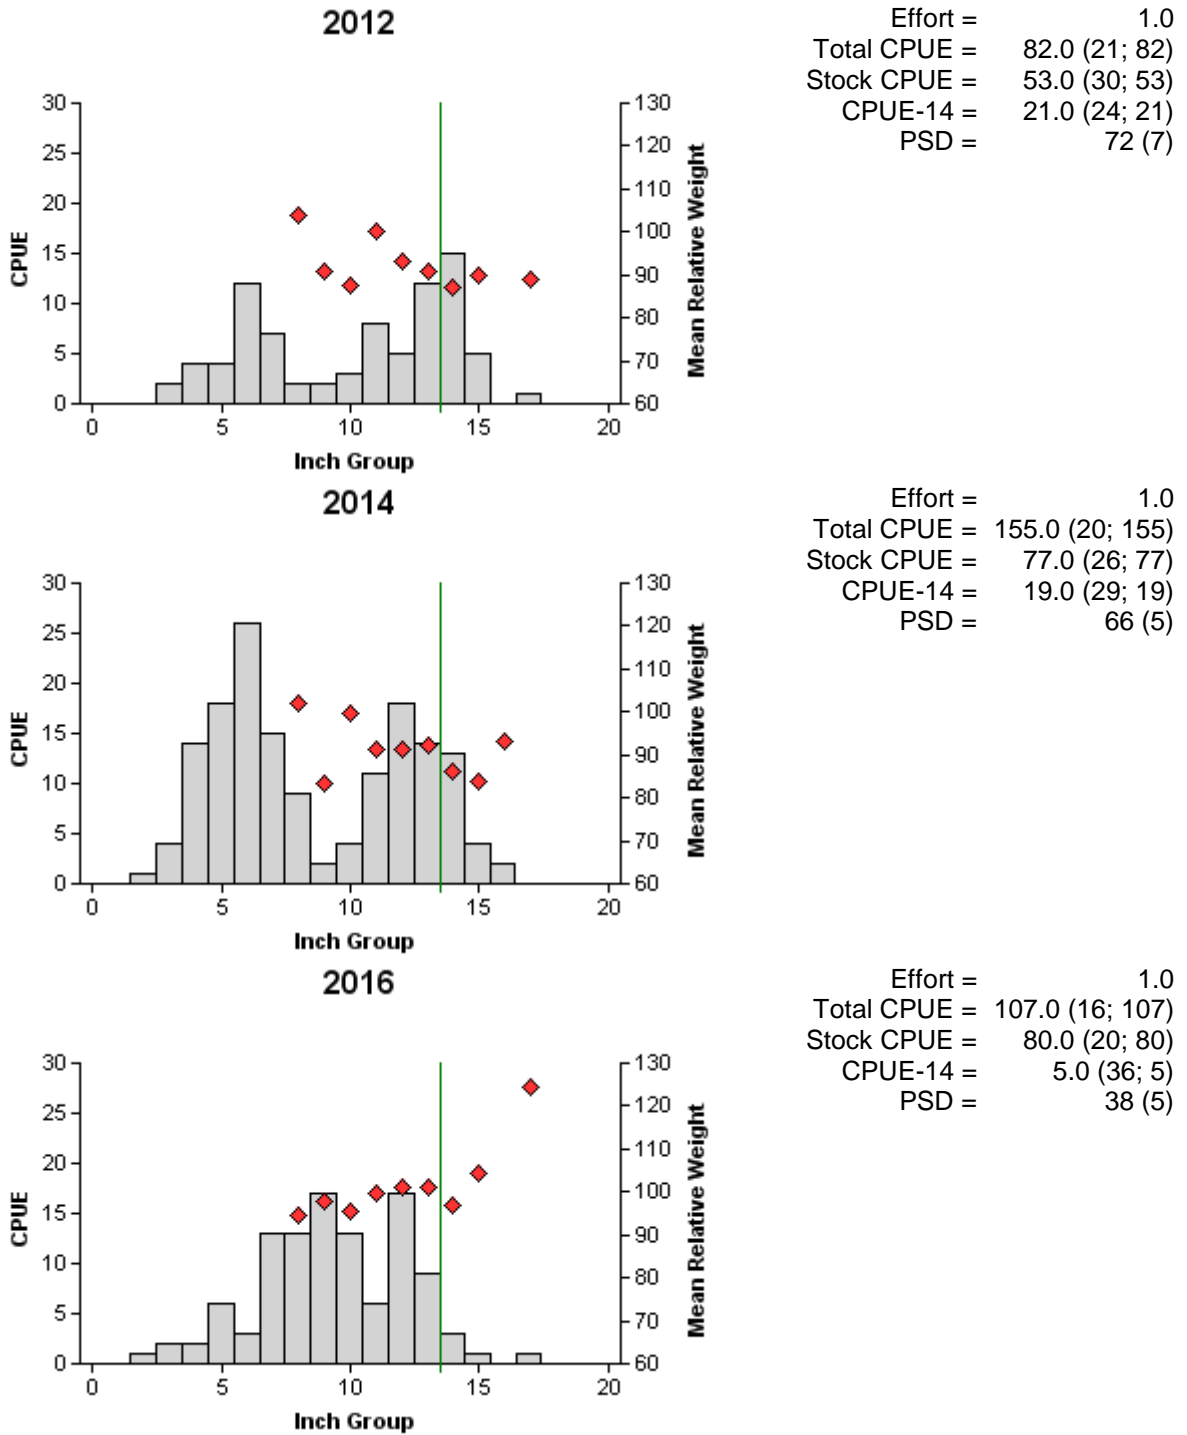 2012
Effort = 1.0
Total CPUE = 82.0 (21; 82)
Stock CPUE = 53.0 (30; 53)
CPUE-14 = 21.0 (24; 21)
PSD = 72 (7)
30 130
25 120
110
20
100
15
90
10
80
5
70
0 60
CPUE
Mean Relative Weight
0 5 10 15 20
Inch Group
2014
Effort = 1.0
Total CPUE = 155.0 (20; 155)
Stock CPUE = 77.0 (26; 77)
CPUE-14 = 19.0 (29; 19)
PSD = 66 (5)
30 130
25 120
110
20
100
15
90
10
80
5
70
0 60
CPUE
Mean Relative Weight
0 5 10 15 20
Inch Group
2016
Effort = 1.0
Total CPUE = 107.0 (16; 107)
Stock CPUE = 80.0 (20; 80)
CPUE-14 = 5.0 (36; 5)
PSD = 38 (5)
30 130
25 120
110
20
100
15
90
10
80
5
70
0 60
CPUE
Mean Relative Weight
0 5 10 15 20
Inch Group